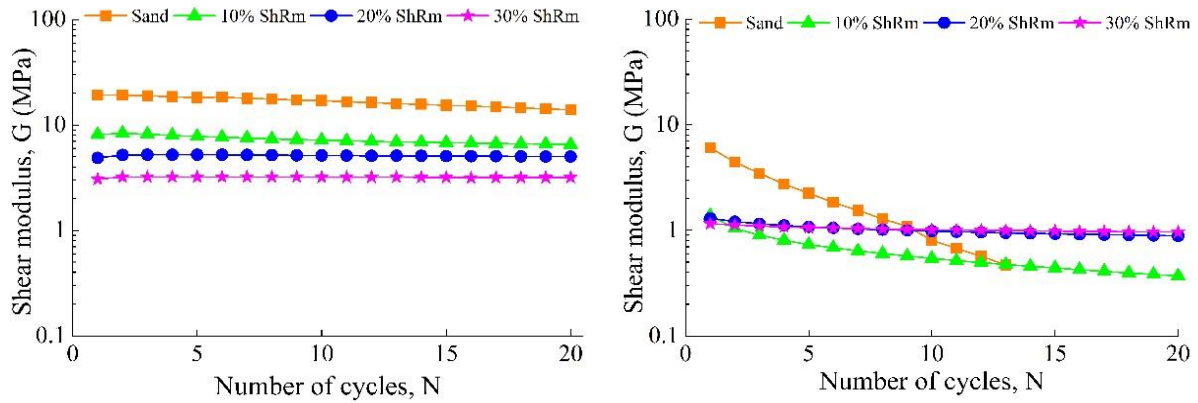 Sand 10% ShRm 20% ShRm 30% ShRm
Shear modulus, G (MPa)
100
10
1
0.1
0 5 10 15 20
Number of cycles, N
Sand 10% ShRm 20% ShRm 30% ShRm
Shear modulus, G (MPa)
100
10
1
0.1
0 5 10 15 20
Number of cycles, N